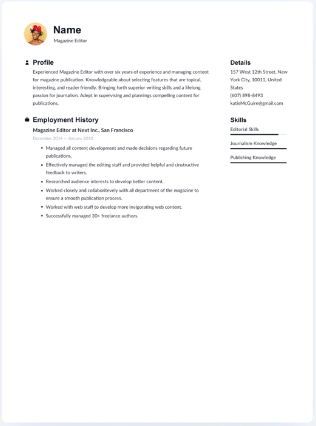 Name
Magazine Editor
Profile
Experienced Magazine Editor with over six years of experience and managing content
for magazine publication. Knowledgeable about selecting features that are topical,
interesting, and reader friendly. Bringing forth superior writing skills and a lifelong
passion for journalism. Adept in supervising and plannings compelling content for
publications.
Employment History
Magazine Editor at Next Inc., San Francisco
December 2014 — January 2018
Managed all content development and made decisions regarding future
publications.
Effectively managed the editing staff and provided helpful and constructive
feedback to writers.
Researched audience interests to develop better content.
Worked closely and collaboratively with all department of the magazine to
ensure a smooth publication process.
Worked with web staff to develop more invigorating web content.
Successfully managed 30+ freelance authors.
Details
157 West 12th Street, New
York City, 10011, United
States
(607) 898-8493
katieMcGuire@gmail.com
Skills
Editorial Skills
Journalism Knowledge
Publishing Knowledge